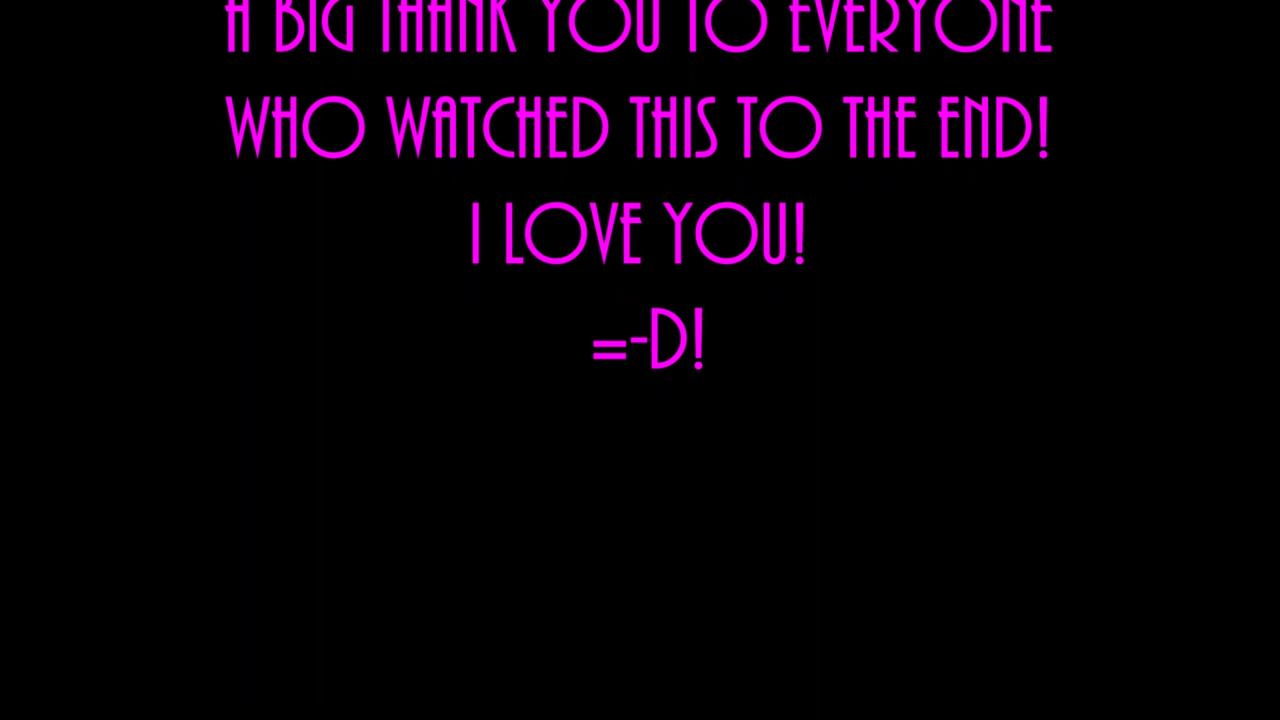 A BIG THANK YOU TO EVERYONE
WHO WATCHED THIS TO THE END!
I LOVE YOU!
=-D!